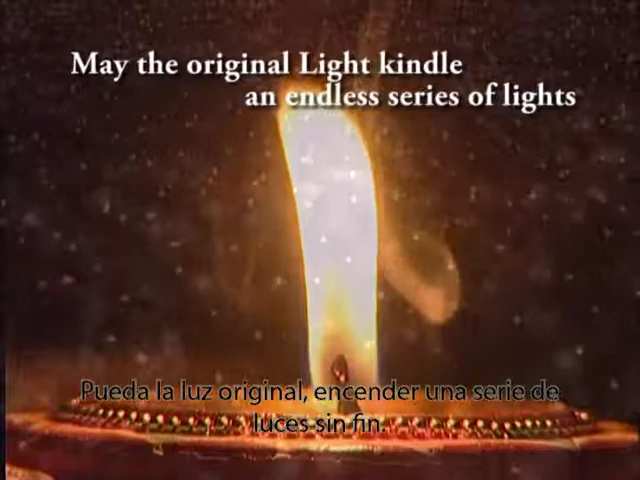 May the original Light kindle
an endless series of lights
Pueda la luz original, encender una serie de
luces sin fin.